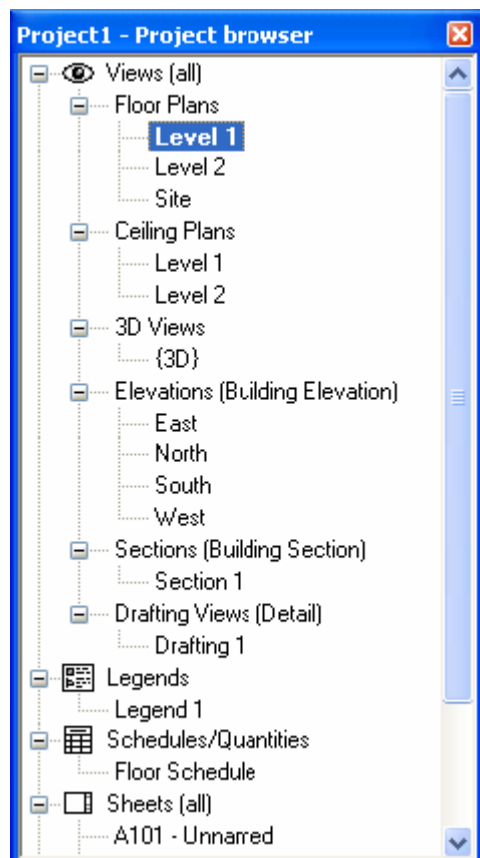 Project1 - Project browser
Views (all)
Floor Plans
Level 1
Level 2
Site
Ceiling Plans
Level 1
Level 2
3D Views
{3D}
Elevations (Building Elevation)
East
North
South
West
Sections (Building Section)
Section 1
Drafting Views (Detail)
Drafting 1
Legends
Legend 1
Schedules/Quantities
Floor Schedule
Sheets (all)
A101 - Unnamed